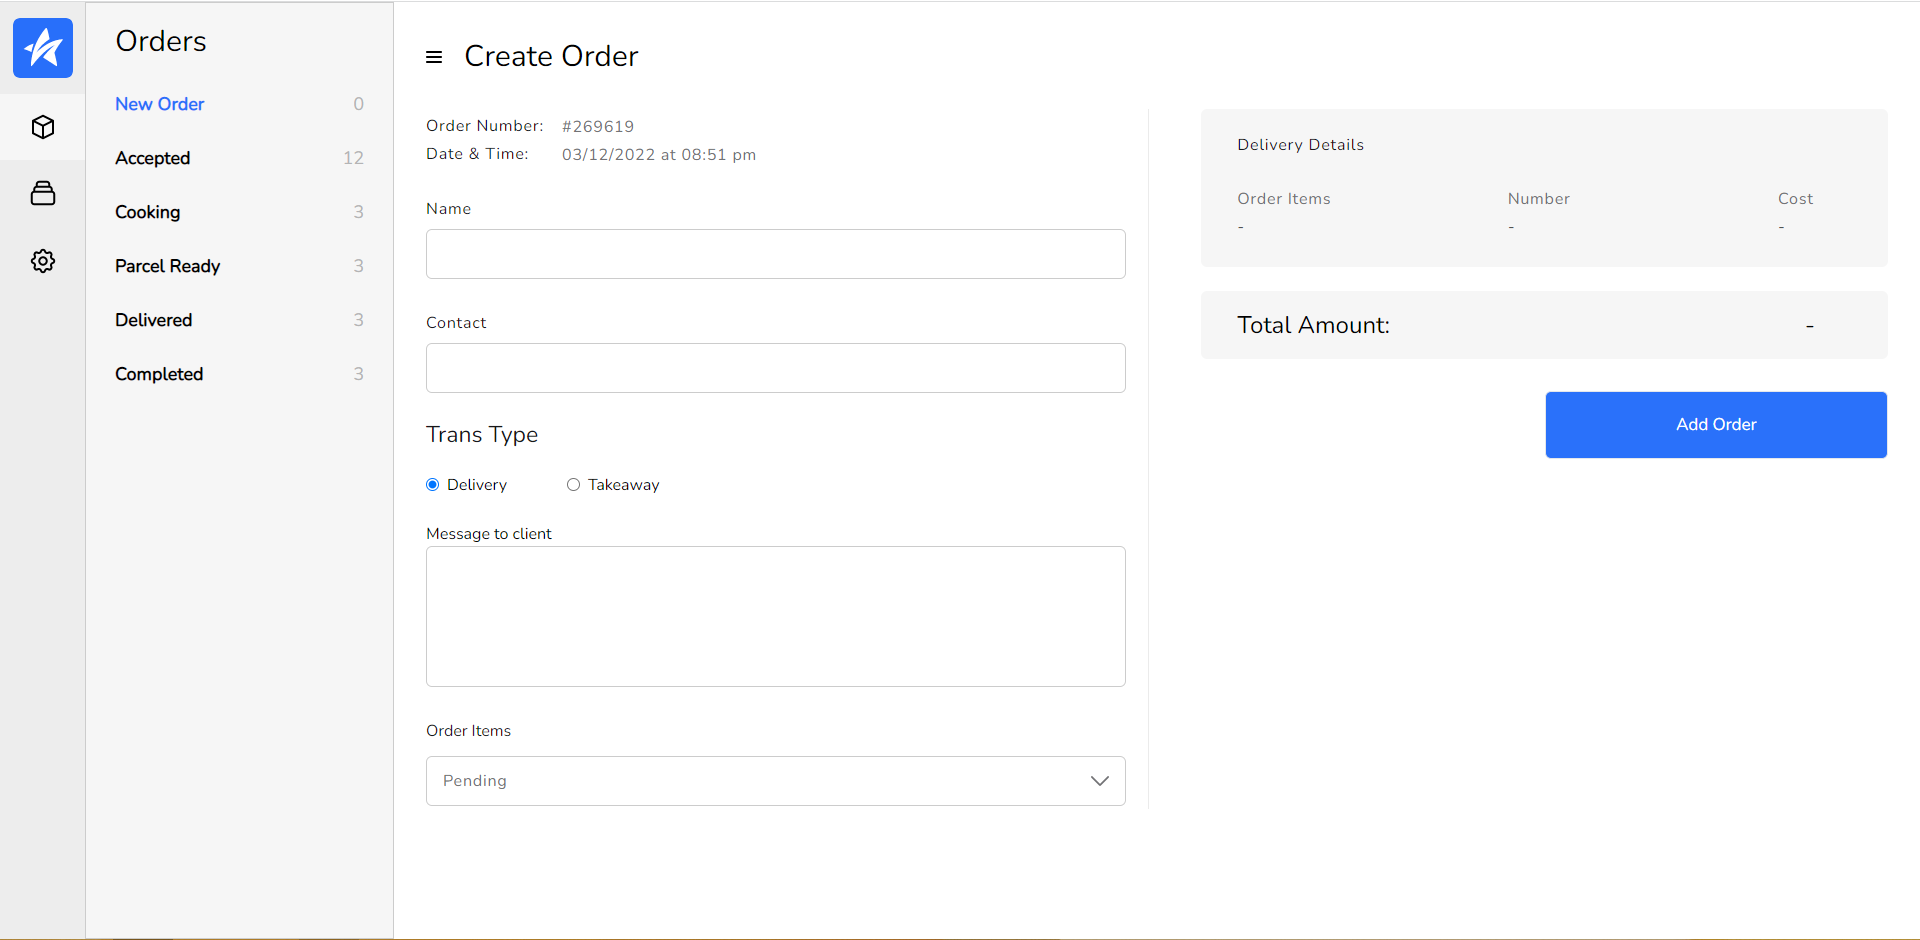 Orders
New Order 0
Accepted 12
Cooking 3
Parcel Ready 3
Delivered 3
Completed 3
Create Order
Order Number: #269619
Date & Time: 03/12/2022 at 08:51 pm
Name
Contact
Trans Type
Delivery Takeaway
Message to client
Order Items
Pending
Delivery Details
Order Items Number Cost
- - -
Total Amount: -
Add Order